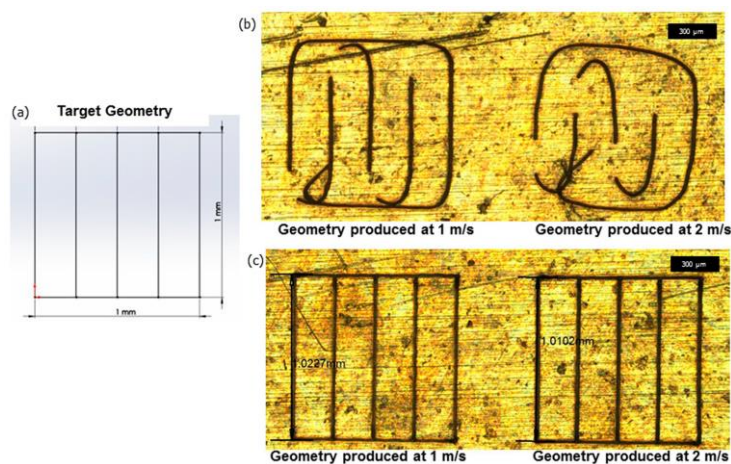 (a)
Target Geometry
1 mm
1 mm
(b)
300 µm
Geometry produced at 1 m/s
Geometry produced at 2 m/s
(c)
300 µm
1.0227mm
1.0102mm
Geometry produced at 1 m/s
Geometry produced at 2 m/s